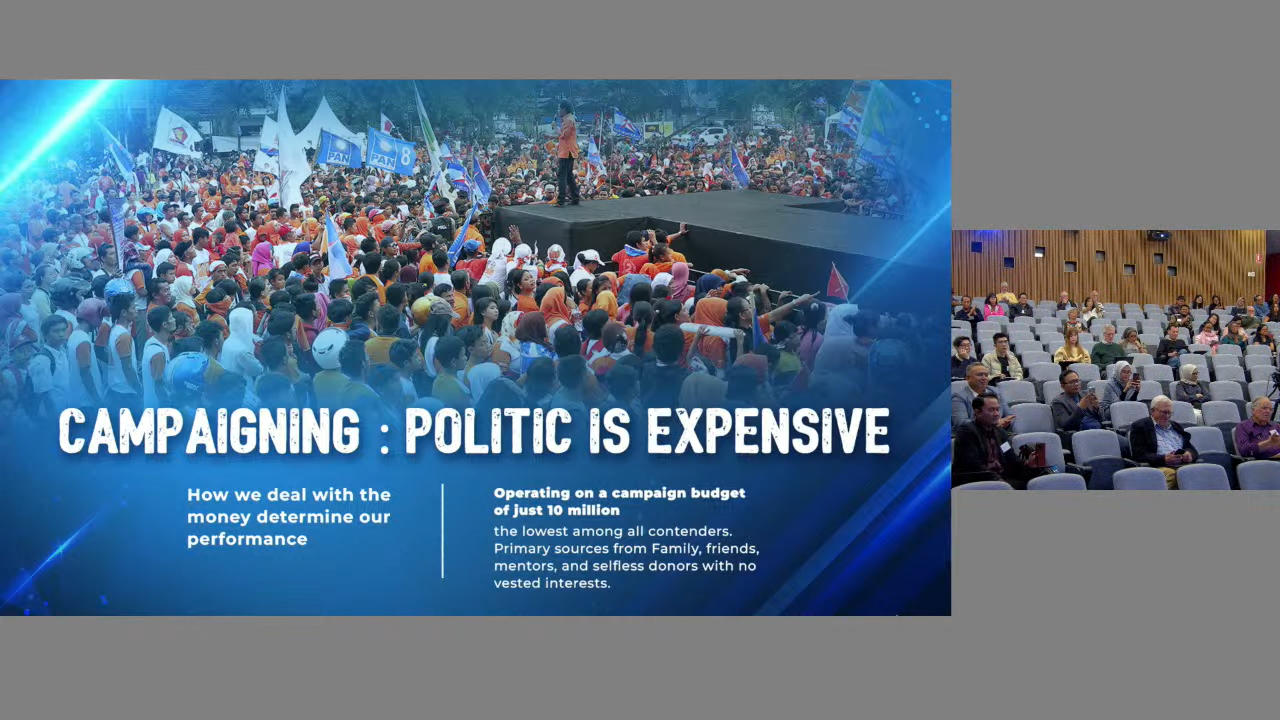 PAN
PAN 8
CAMPAIGNING : POLITIC IS EXPENSIVE
How we deal with the
money determine our
performance
Operating on a campaign budget
of just 10 million
the lowest among all contenders.
Primary sources from Family, friends,
mentors, and selfless donors with no
vested interests.